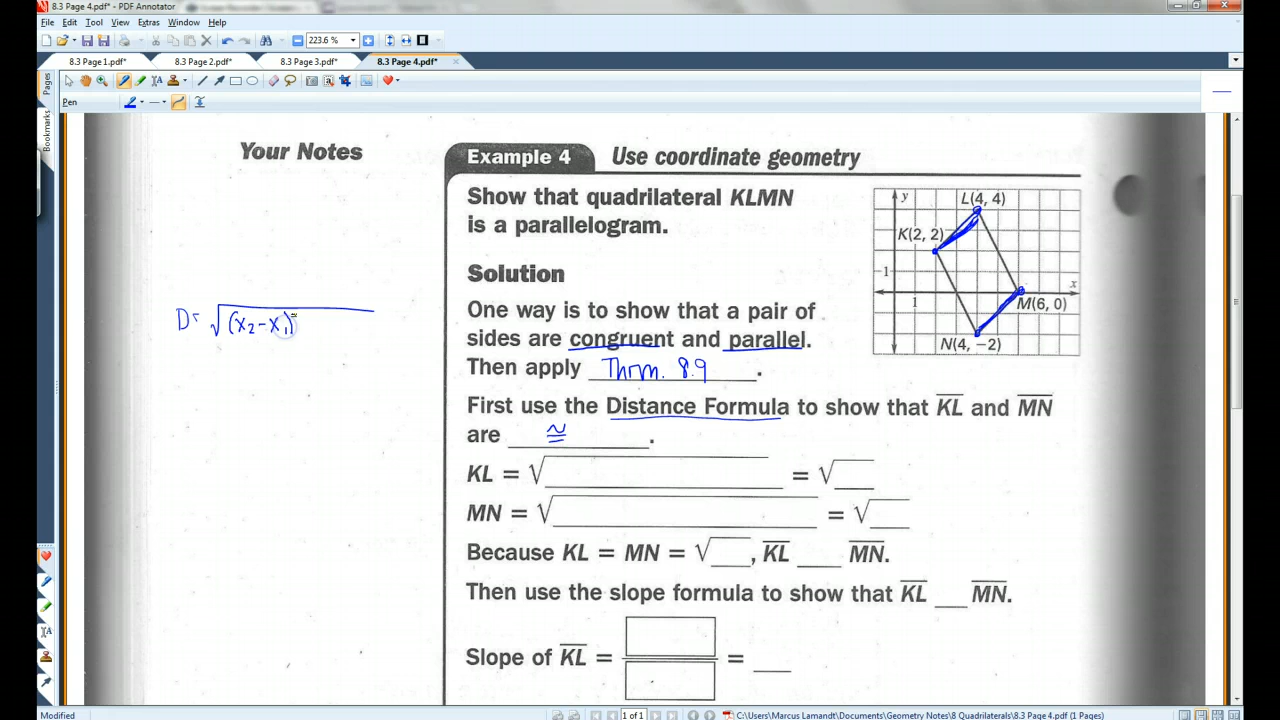 8.3 Page 4.pdf* - PDF Annotator
File Edit Tool View Extras Window Help
223.6 %
8.3 Page 1.pdf* 8.3 Page 2.pdf* 8.3 Page 3.pdf* 8.3 Page 4.pdf*
Pen
Pages
Bookmarks
Your Notes
Example 4 Use coordinate geometry
Show that quadrilateral KLMN
is a parallelogram.
y
L(4, 4)
K(2, 2)
1
x
1
M(6, 0)
N(4, −2)
Solution
One way is to show that a pair of
sides are congruent and parallel.
Then apply Thrm. 8.9.
D= √(x₂-x₁)²
First use the Distance Formula to show that KL and MN
are ≅.
KL = √ = √
MN = √ = √
Because KL = MN = √ , KL ___ MN.
Then use the slope formula to show that KL ___ MN.
Slope of KL = ___ = ___
Modified
1 of 1
C:\Users\Marcus Lamandt\Documents\Geometry Notes\8 Quadrilaterals\8.3 Page 4.pdf (1 Pages)